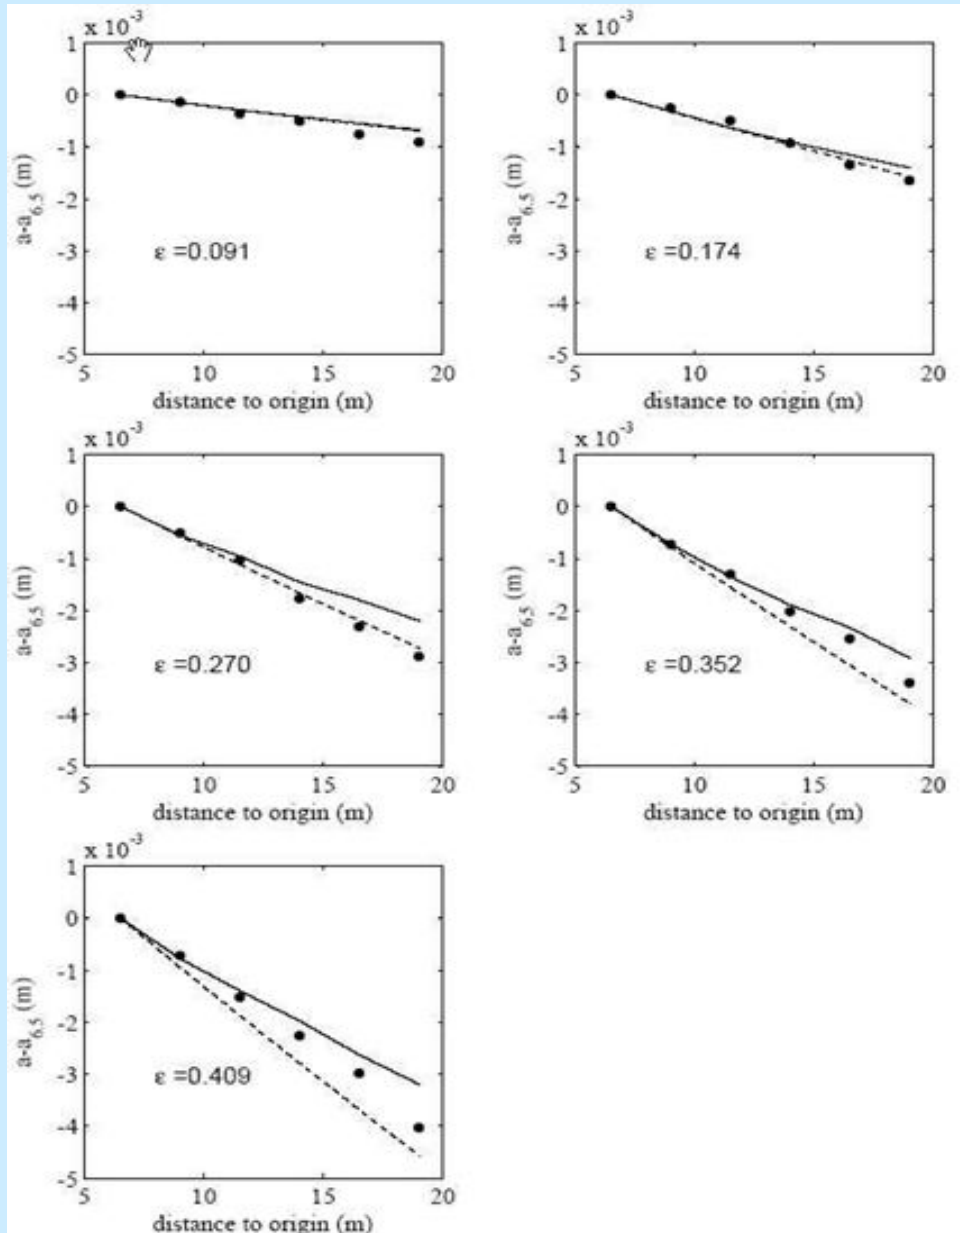 x 10⁻³ x 10⁻³
1 1
0 0
-1 -1
a-a6.5 (m) a-a6.5 (m)
-2 -2
-3 ε =0.091 -3 ε =0.174
-4 -4
-5 -5
5 10 15 20 5 10 15 20
distance to origin (m) distance to origin (m)
x 10⁻³ x 10⁻³
1 1
0 0
-1 -1
a-a6.5 (m) a-a6.5 (m)
-2 -2
-3 ε =0.270 -3 ε =0.352
-4 -4
-5 -5
5 10 15 20 5 10 15 20
distance to origin (m) distance to origin (m)
x 10⁻³
1
0
-1
a-a6.5 (m)
-2
-3 ε =0.409
-4
-5
5 10 15 20
distance to origin (m)